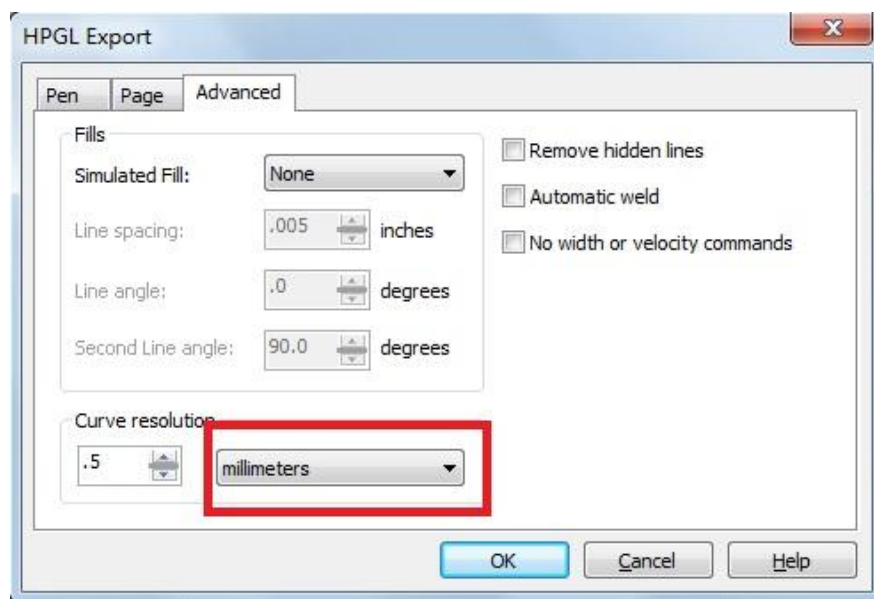 HPGL Export
Pen Page Advanced
Fills
Simulated Fill: None
Line spacing: .005 inches
Line angle: .0 degrees
Second Line angle: 90.0 degrees
Remove hidden lines
Automatic weld
No width or velocity commands
Curve resolution
.5 millimeters
OK Cancel Help